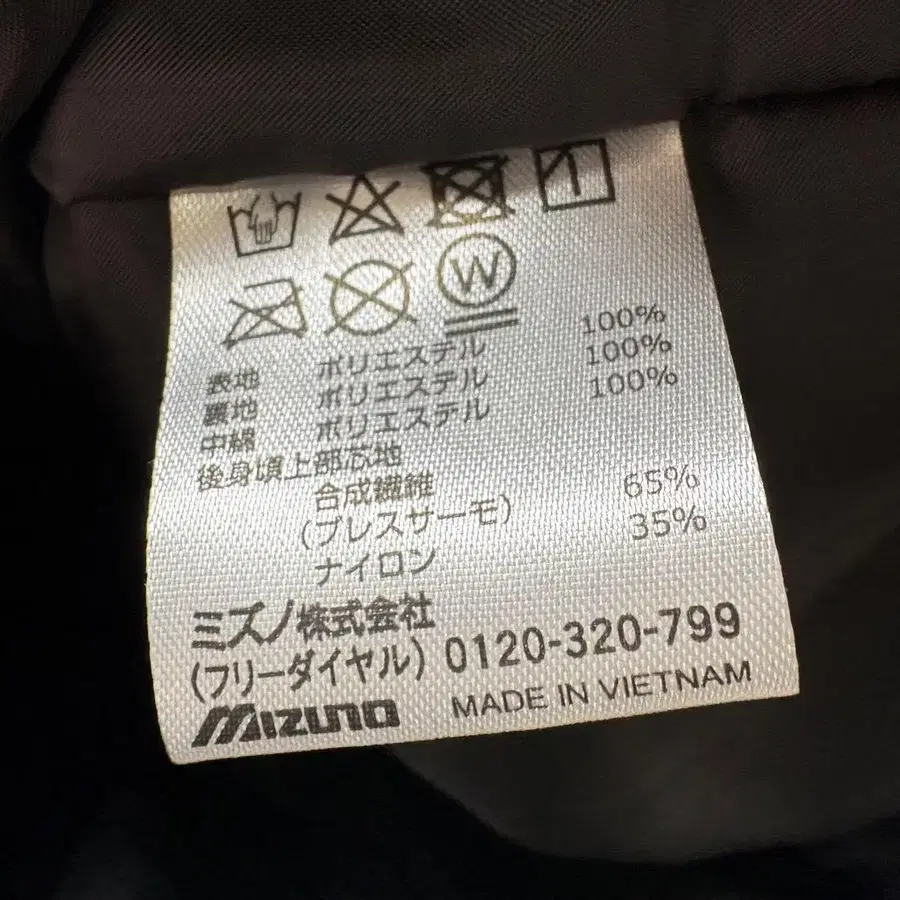 W
表地 ポリエステル 100%
裏地 ポリエステル 100%
中綿 ポリエステル 100%
後身頃上部芯地
合成繊維 65%
(ブレスサーモ)
ナイロン 35%
ミズノ株式会社
(フリーダイヤル) 0120-320-799
MIZUNO MADE IN VIETNAM